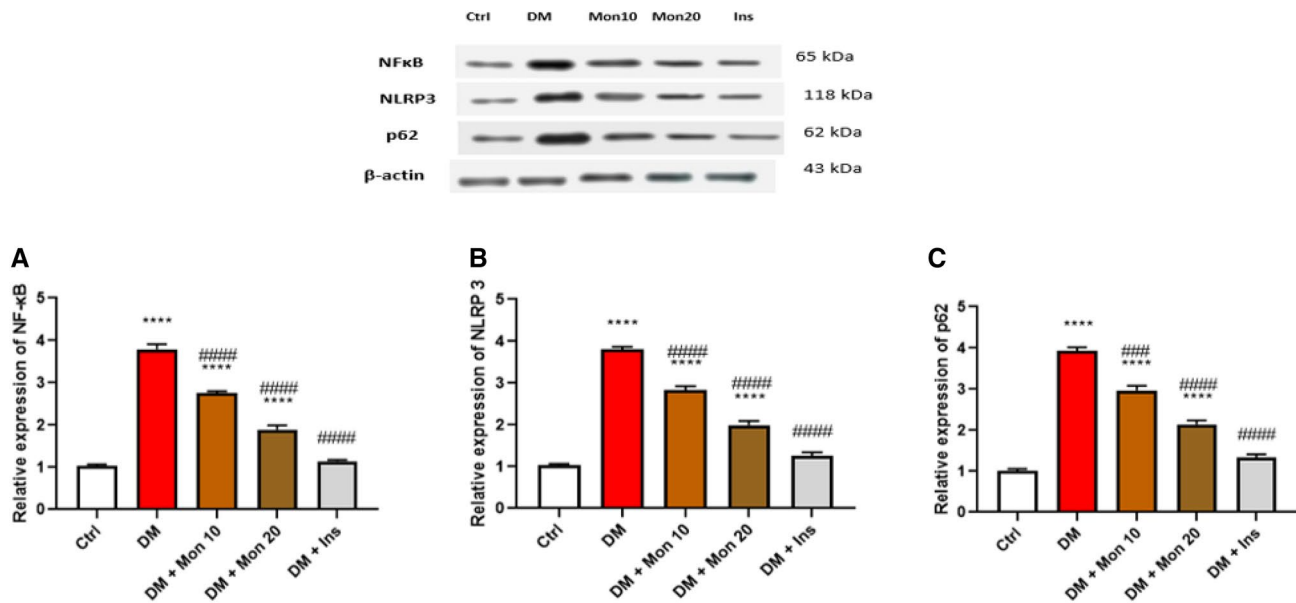 Ctrl DM Mon10 Mon20 Ins
NFκB 65 kDa
NLRP3 118 kDa
p62 62 kDa
β-actin 43 kDa
A
Relative expression of NF-κB
5
4
3
2
1
0
****
####
****
####
****
####
Ctrl
DM
DM + Mon 10
DM + Mon 20
DM + Ins
B
Relative expression of NLRP 3
5
4
3
2
1
0
****
####
****
####
****
####
Ctrl
DM
DM + Mon 10
DM + Mon 20
DM + Ins
C
Relative expression of p62
5
4
3
2
1
0
****
###
****
####
****
####
Ctrl
DM
DM + Mon 10
DM + Mon 20
DM + Ins